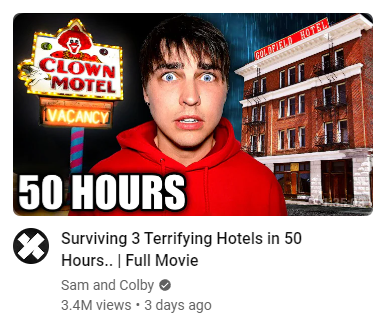 CLOWN
MOTEL
VACANCY
GOLDFIELD HOTEL
50 HOURS
Surviving 3 Terrifying Hotels in 50
Hours.. | Full Movie
Sam and Colby
3.4M views • 3 days ago